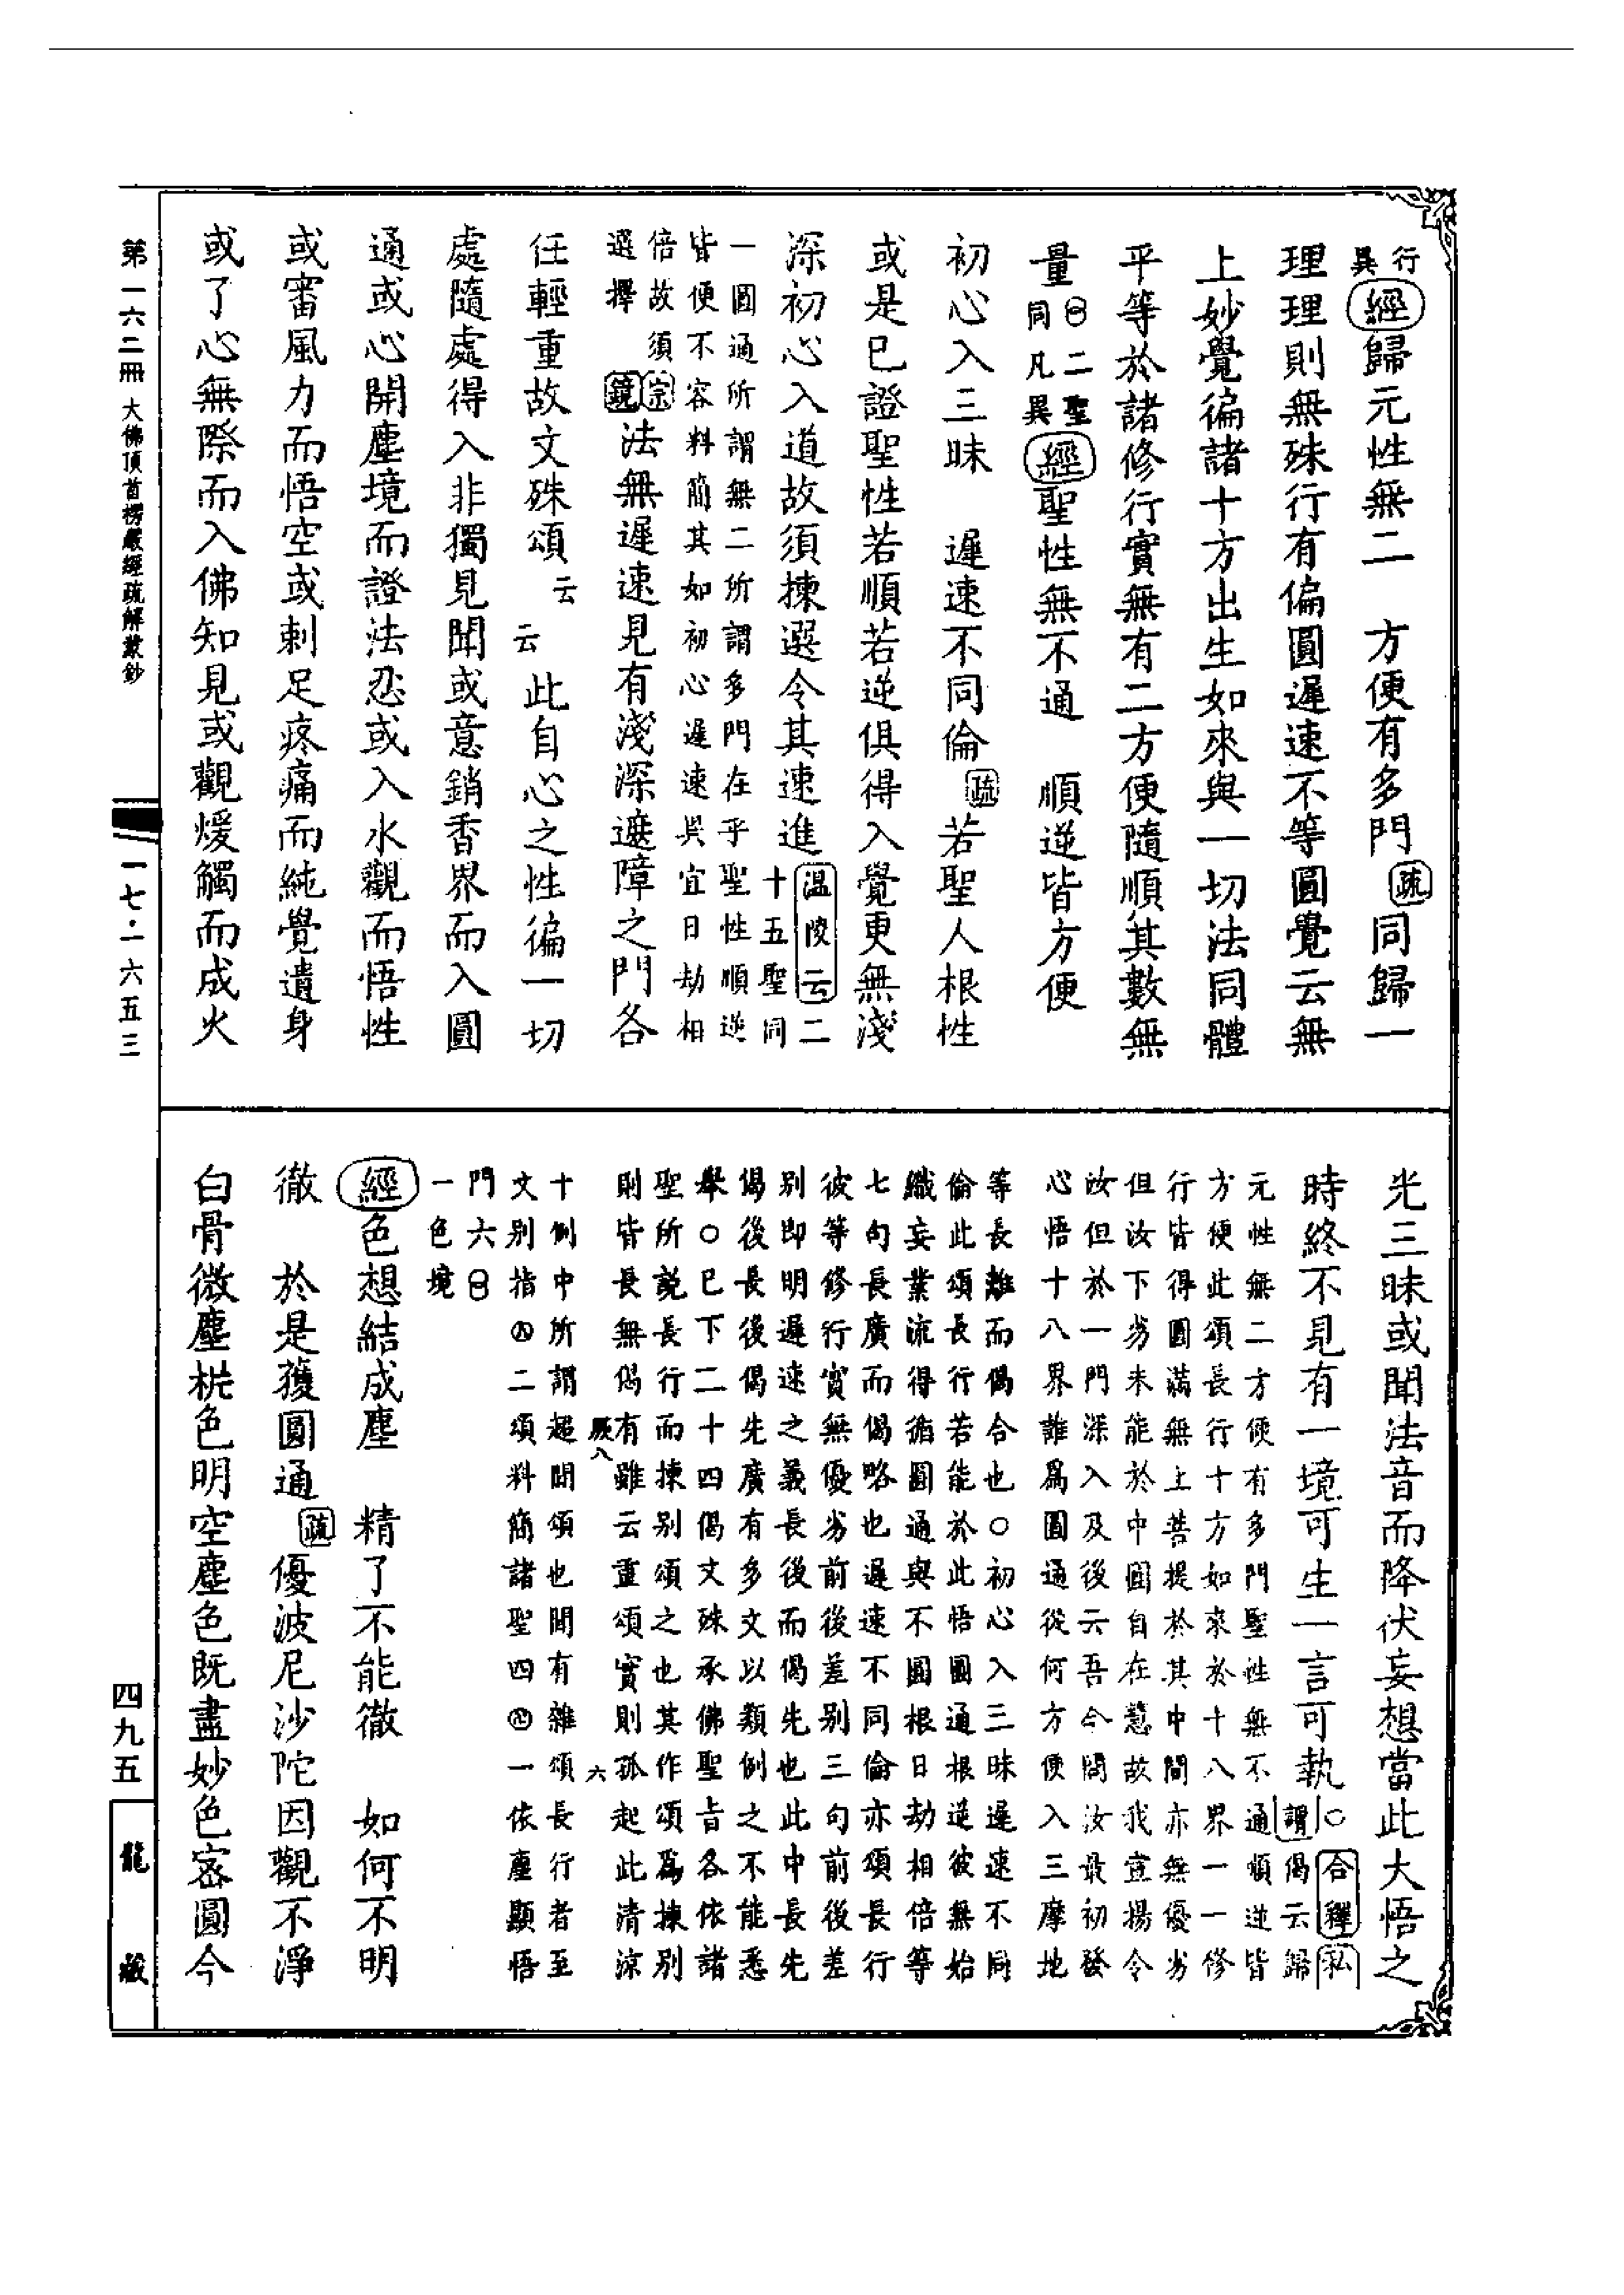 行異
經歸元性無二　方便有多門疏同歸一
理理則無殊行有偏圓遲速不等圓覺云無
上妙覺徧諸十方出生如來與一切法同體
平等於諸修行實無有二方便隨順其數無
量㊀二聖同凡異經聖性無不通　順逆皆方便
初心入三昧　遲速不同倫疏若聖人根性
或是已證聖性若順若逆俱得入覺更無淺
深初心入道故須揀選令其速進溫陵云二
十五聖同
一圓通所謂無二所謂多門在乎聖性順逆
皆便不容料簡其如初心遲速異宜日劫相
倍故須
選擇宗鏡法無遲速見有淺深遮障之門各
任輕重故文殊頌云云此自心之性徧一切
處隨處得入非獨見聞或意銷香界而入圓
通或心開塵境而證法忍或入水觀而悟性
或審風力而悟空或刺足疼痛而純覺遺身
或了心無際而入佛知見或觀煖觸而成火
光三昧或聞法音而降伏妄想當此大悟之
時終不見有一境可生一言可執○合釋私
謂偈云歸
元性無二方便有多門聖性無不通順逆皆
方便此頌長行十方如來於十八界一一修
行皆得圓滿無上菩提於其中間亦無優劣
但汝下劣未能於中圓自在慧故我宣揚令
汝但於一門深入及後云吾今問汝最初發
心悟十八界誰為圓通從何方便入三摩地
等長離而偈合也○初心入三昧遲速不同
倫此頌長行若能於此悟圓通根逆彼無始
織妄業流得循圓通與不圓根日劫相倍等
七句長廣而偈略也遲速不同倫亦頌長行
彼等修行實無優劣前後差別三句前後差
別即明遲速之義長後而偈先也此中長先
偈後長後偈先廣有多文以類例之不能悉
舉○已下二十四偈文殊承佛聖旨各依諸
聖所說長行而揀別頌之也其作頌為揀別
則皆長無偈有雖云重頌實則孤起此清涼
厥八　六
十例中所謂超間頌也間有雜頌長行者至
文別指㊇二頌料簡諸聖四㊃一依塵顯悟
門六㊀
一色境
經色想結成塵　精了不能徹　如何不明
徹　於是獲圓通疏優波尼沙陀因觀不淨
白骨微塵桄色明空塵色既盡妙色密圓今
第一六二冊　大佛頂首楞嚴經疏解蒙鈔
一七·一六五三
四九五
龍藏